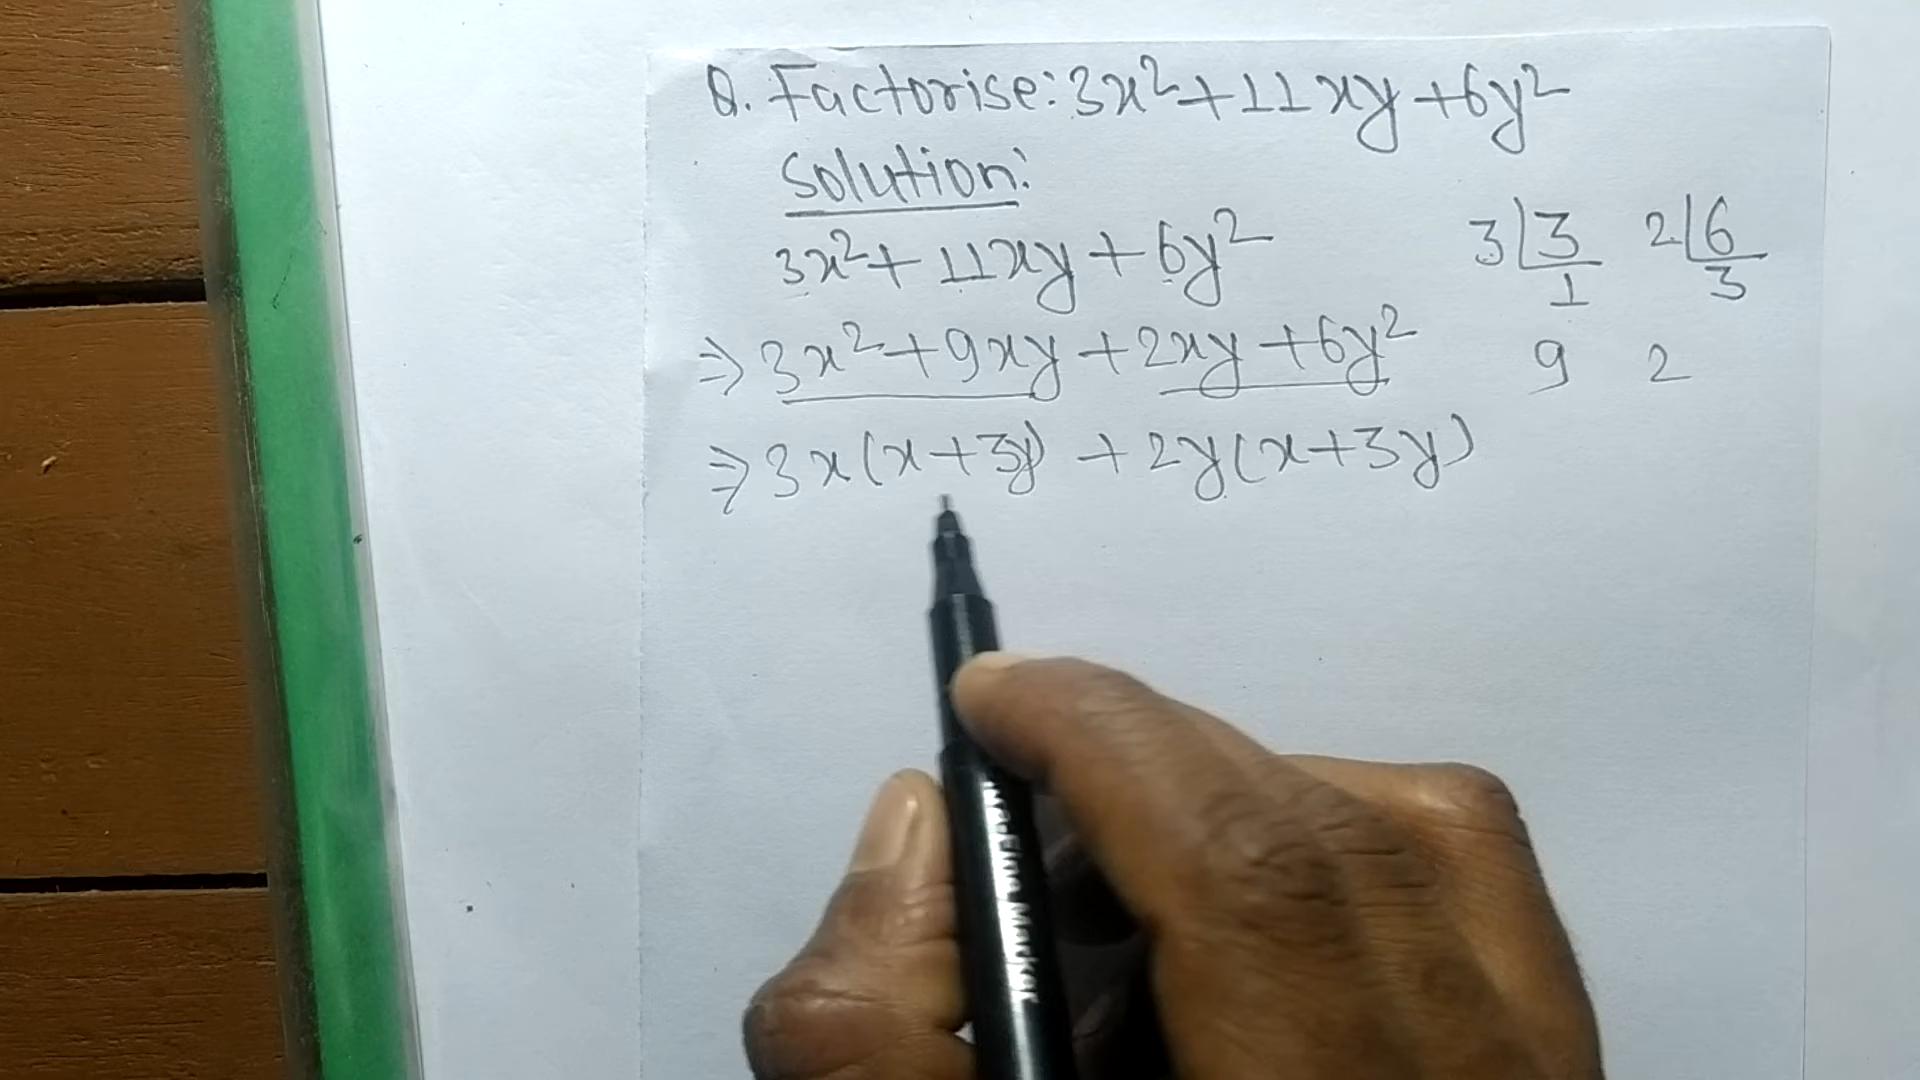 Q. Factorise: 3x²+11xy+6y²
Solution:
3x²+11xy+6y²
3|3 2|6
1 3
⇒3x²+9xy+2xy+6y²
9 2
⇒3x(x+3y)+2y(x+3y)
Marker